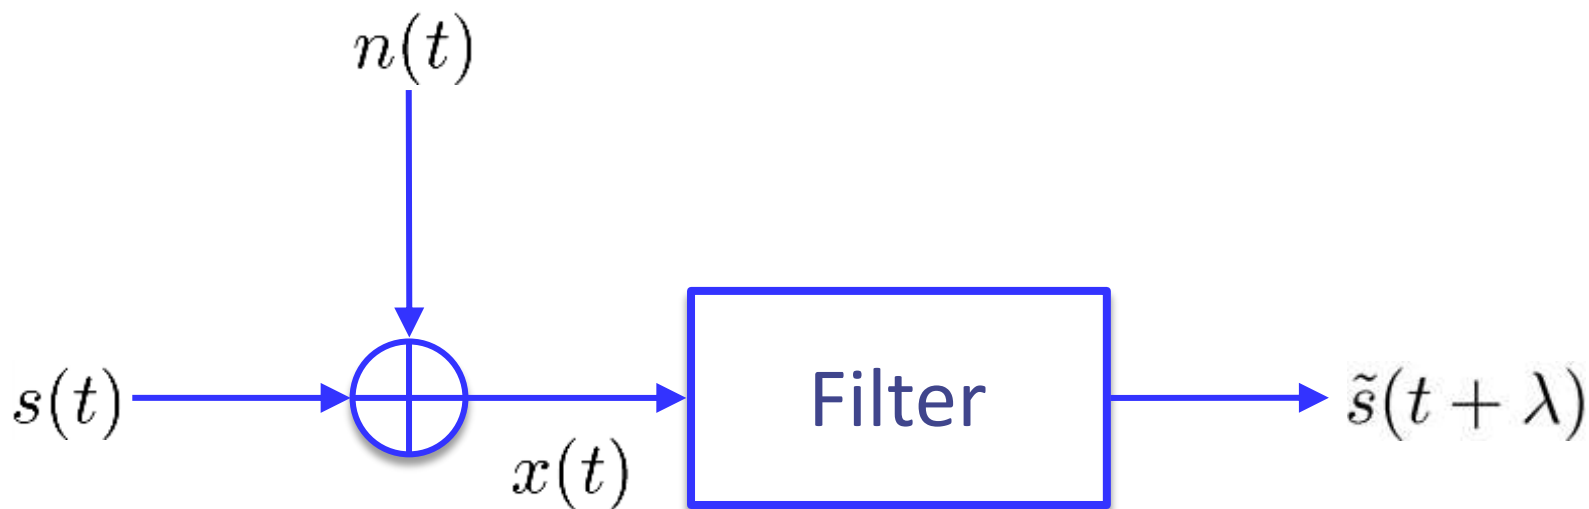 n(t)
s(t)
Filter
s̃(t + λ)
x(t)